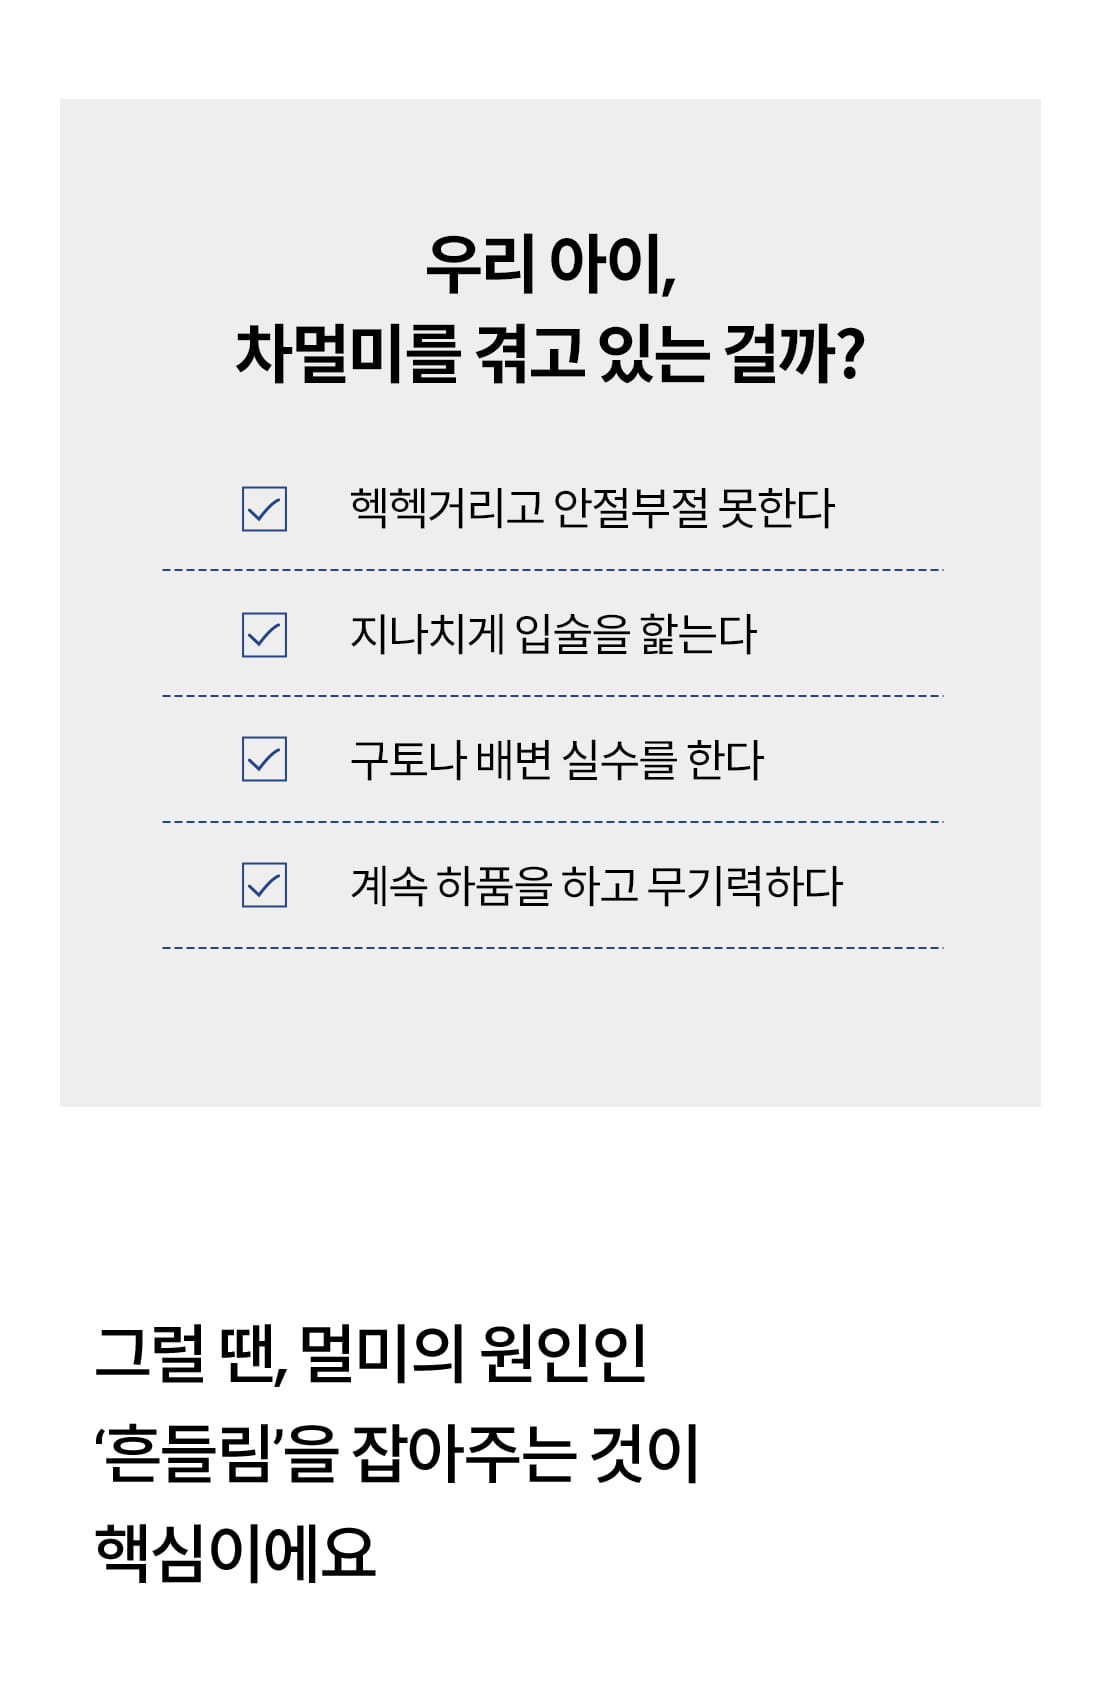 우리 아이,
차멀미를 겪고 있는 걸까?
헥헥거리고 안절부절 못한다
지나치게 입술을 핥는다
구토나 배변 실수를 한다
계속 하품을 하고 무기력하다
그럴 땐, 멀미의 원인인
‘흔들림’을 잡아주는 것이
핵심이에요